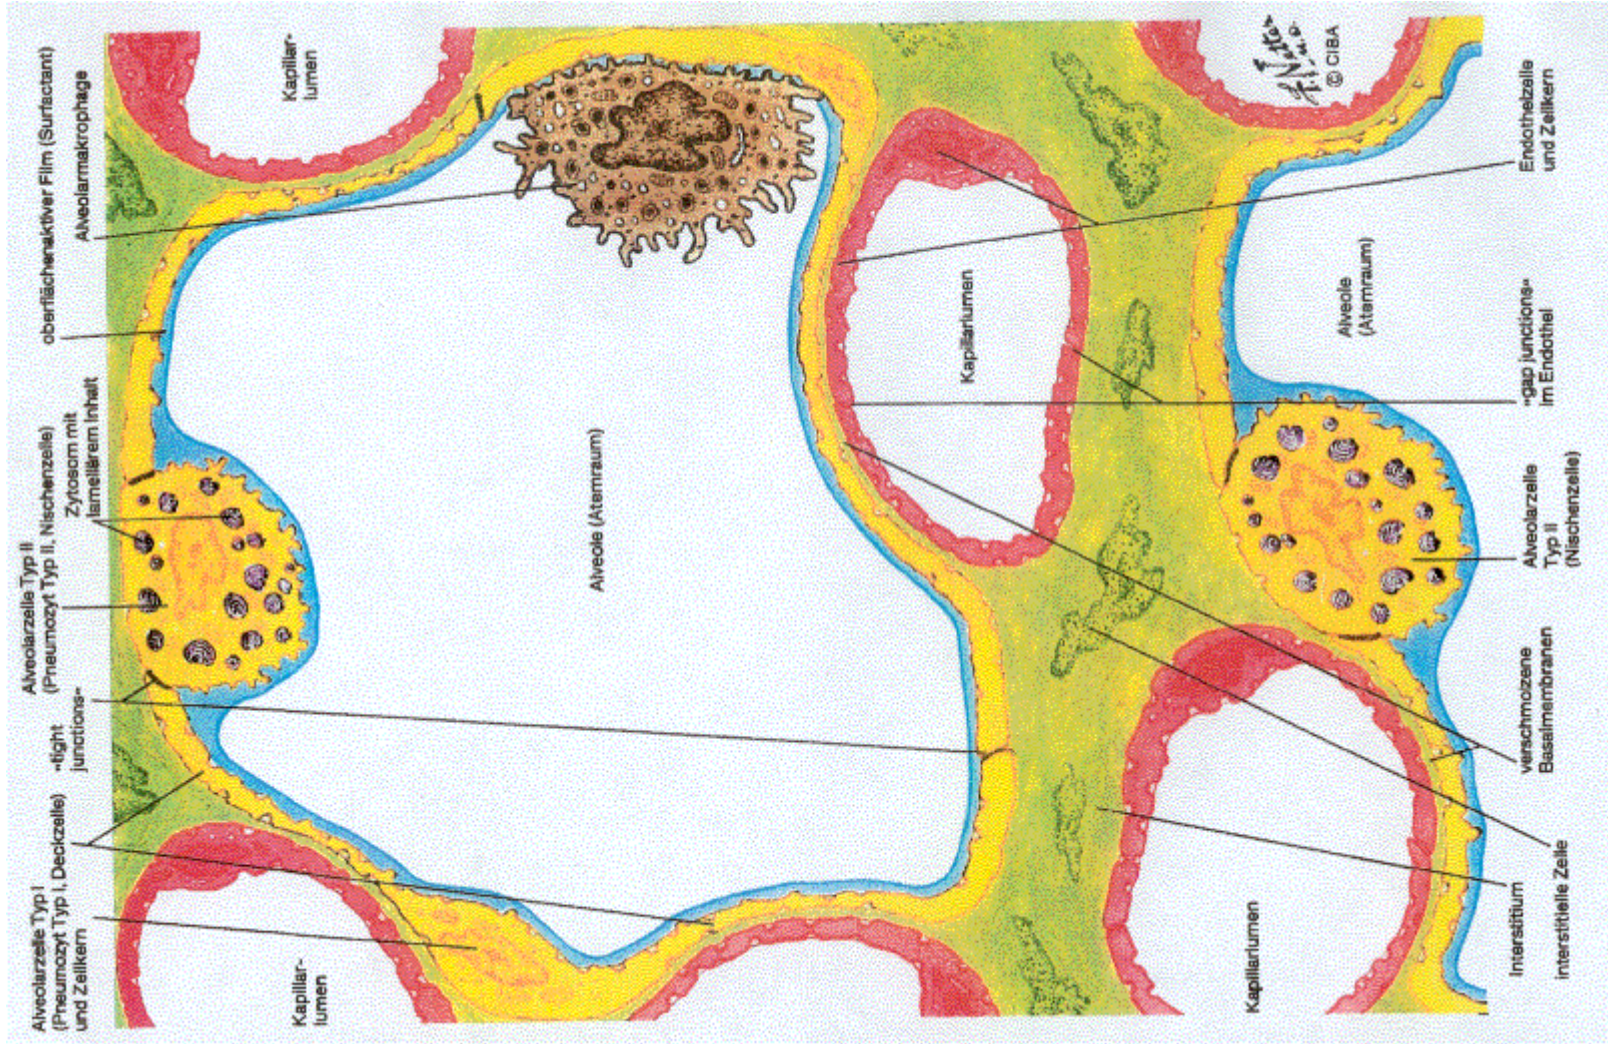 Alveolarzelle Typ I
(Pneumozyt Typ I, Deckzelle)
und Zellkern
"tight
junctions"
Alveolarzelle Typ II
(Pneumozyt Typ II, Nischenzelle)
Zytosom mit
lamellärem Inhalt
oberflächenaktiver Film (Surfactant)
Alveolarmakrophage
Kapillar-
lumen
Kapillar-
lumen
Alveole (Atemraum)
Kapillarlumen
Kapillarlumen
Alveole
(Atemraum)
Interstitium
interstitielle Zelle
verschmolzene
Basalmembranen
Alveolarzelle
Typ II
(Nischenzelle)
"gap junctions"
im Endothel
Endothelzelle
und Zellkern
© CIBA